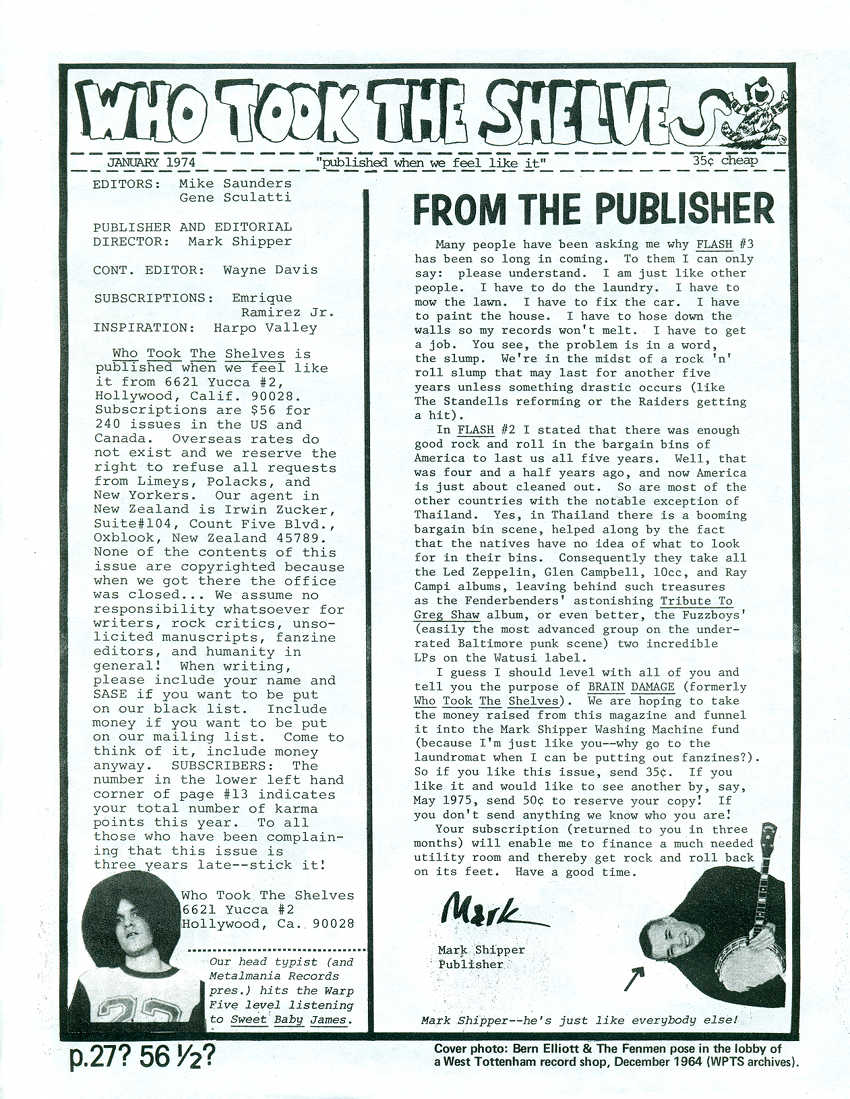 WHO TOOK THE SHELVES
JANUARY 1974 "published when we feel like it" 35¢ cheap
EDITORS: Mike Saunders
Gene Sculatti
PUBLISHER AND EDITORIAL
DIRECTOR: Mark Shipper
CONT. EDITOR: Wayne Davis
SUBSCRIPTIONS: Emrique
Ramirez Jr.
INSPIRATION: Harpo Valley
Who Took The Shelves is
published when we feel like
it from 6621 Yucca #2,
Hollywood, Calif. 90028.
Subscriptions are $56 for
240 issues in the US and
Canada. Overseas rates do
not exist and we reserve the
right to refuse all requests
from Limeys, Polacks, and
New Yorkers. Our agent in
New Zealand is Irwin Zucker,
Suite#104, Count Five Blvd.,
Oxblook, New Zealand 45789.
None of the contents of this
issue are copyrighted because
when we got there the office
was closed... We assume no
responsibility whatsoever for
writers, rock critics, unso-
licited manuscripts, fanzine
editors, and humanity in
general! When writing,
please include your name and
SASE if you want to be put
on our black list. Include
money if you want to be put
on our mailing list. Come to
think of it, include money
anyway. SUBSCRIBERS: The
number in the lower left hand
corner of page #13 indicates
your total number of karma
points this year. To all
those who have been complain-
ing that this issue is
three years late--stick it!
Who Took The Shelves
6621 Yucca #2
Hollywood, Ca. 90028
Our head typist (and
Metalmania Records
pres.) hits the Warp
Five level listening
to Sweet Baby James.
FROM THE PUBLISHER
Many people have been asking me why FLASH #3
has been so long in coming. To them I can only
say: please understand. I am just like other
people. I have to do the laundry. I have to
mow the lawn. I have to fix the car. I have
to paint the house. I have to hose down the
walls so my records won't melt. I have to get
a job. You see, the problem is in a word,
the slump. We're in the midst of a rock 'n'
roll slump that may last for another five
years unless something drastic occurs (like
The Standells reforming or the Raiders getting
a hit).
In FLASH #2 I stated that there was enough
good rock and roll in the bargain bins of
America to last us all five years. Well, that
was four and a half years ago, and now America
is just about cleaned out. So are most of the
other countries with the notable exception of
Thailand. Yes, in Thailand there is a booming
bargain bin scene, helped along by the fact
that the natives have no idea of what to look
for in their bins. Consequently they take all
the Led Zeppelin, Glen Campbell, 10cc, and Ray
Campi albums, leaving behind such treasures
as the Fenderbenders' astonishing Tribute To
Greg Shaw album, or even better, the Fuzzboys'
(easily the most advanced group on the under-
rated Baltimore punk scene) two incredible
LPs on the Watusi label.
I guess I should level with all of you and
tell you the purpose of BRAIN DAMAGE (formerly
Who Took The Shelves). We are hoping to take
the money raised from this magazine and funnel
it into the Mark Shipper Washing Machine fund
(because I'm just like you--why go to the
laundromat when I can be putting out fanzines?).
So if you like this issue, send 35¢. If you
like it and would like to see another by, say,
May 1975, send 50¢ to reserve your copy! If
you don't send anything we know who you are!
Your subscription (returned to you in three
months) will enable me to finance a much needed
utility room and thereby get rock and roll back
on its feet. Have a good time.
Mark
Mark Shipper
Publisher
Mark Shipper--he's just like everybody else!
p.27? 56 ½?
Cover photo: Bern Elliott & The Fenmen pose in the lobby of
a West Tottenham record shop, December 1964 (WPTS archives).